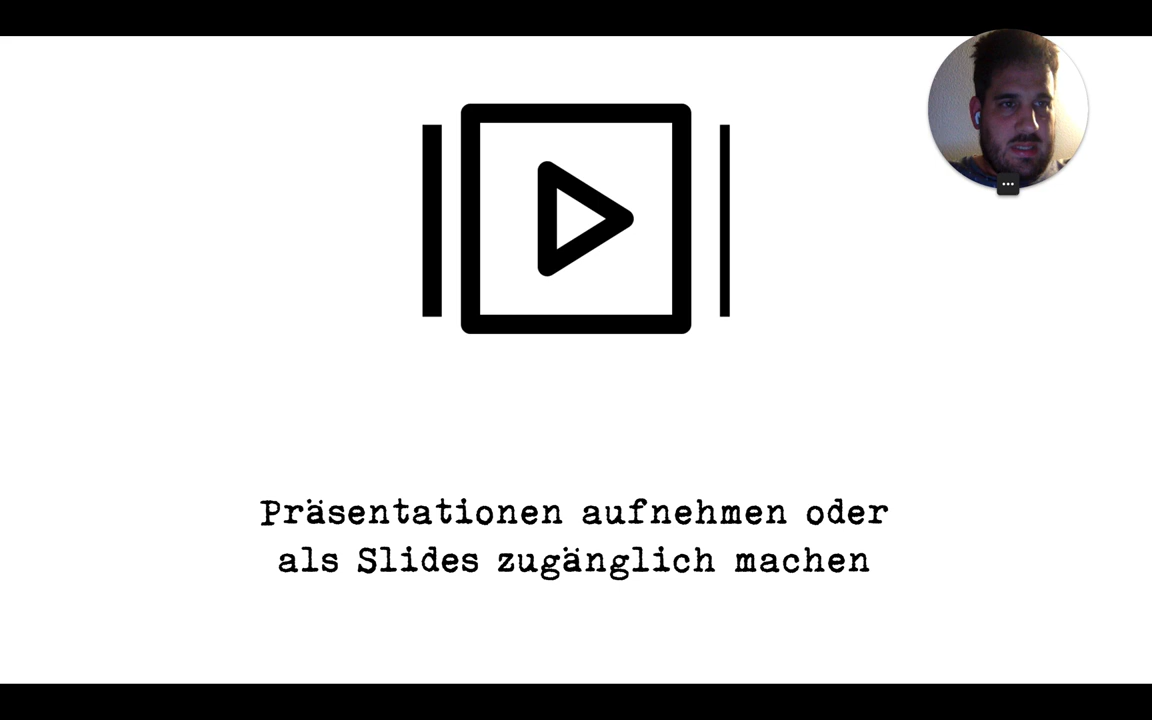 Präsentationen aufnehmen oder
als Slides zugänglich machen